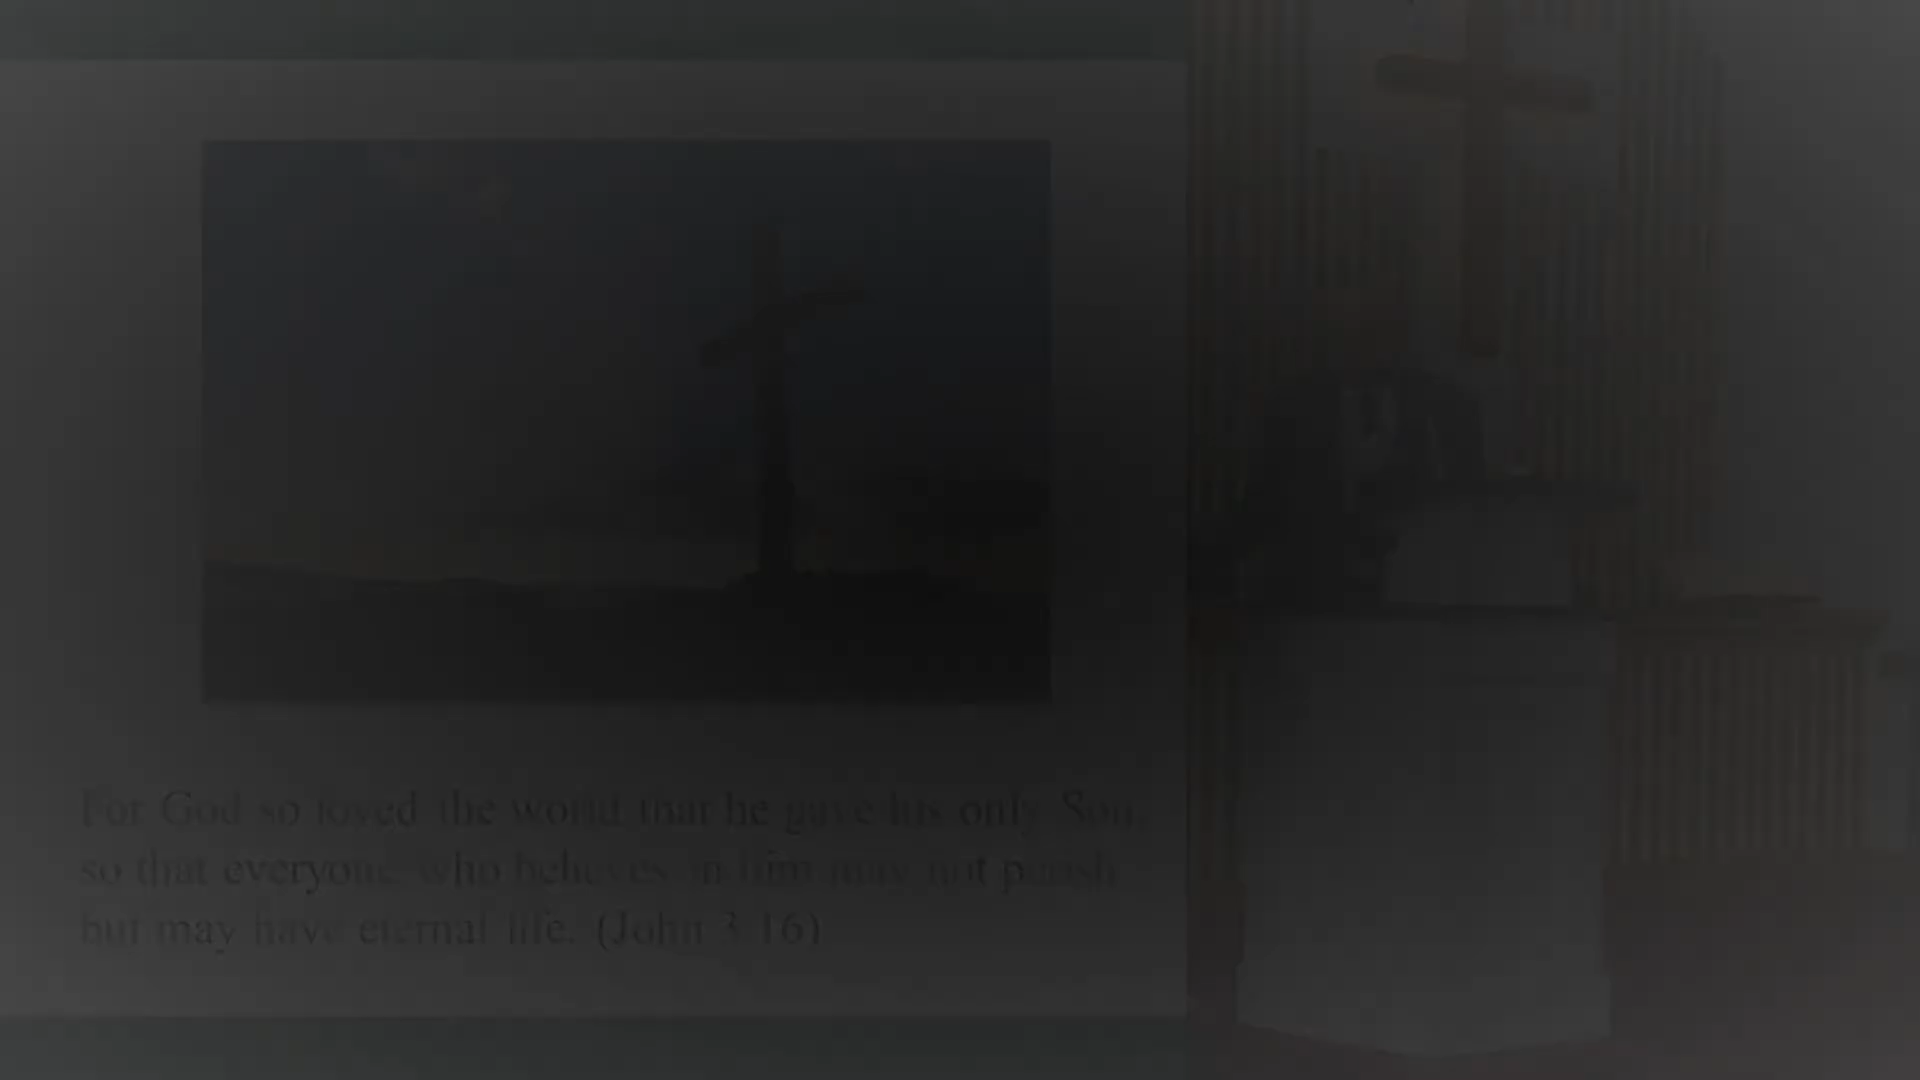 For God so loved the world that he gave his only Son,
so that everyone who believes in him may not perish
but may have eternal life. (John 3:16)